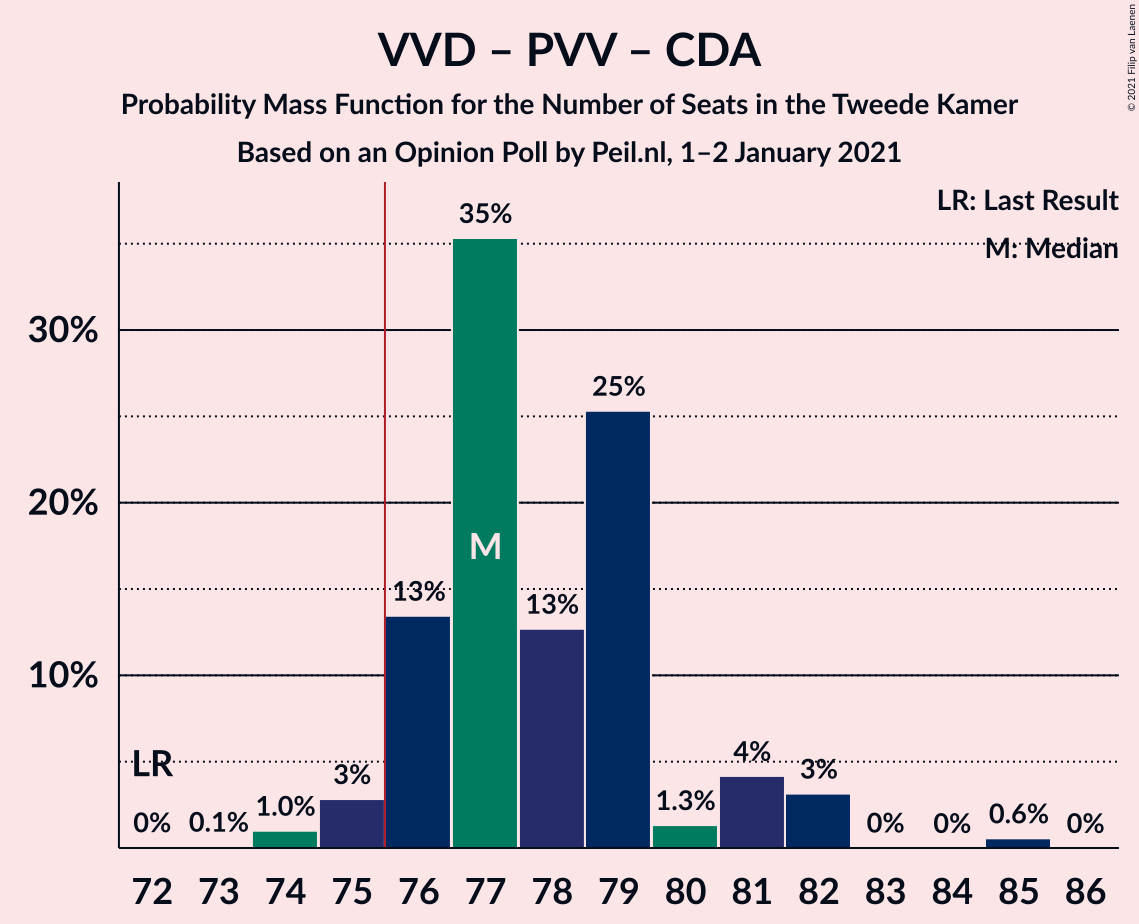 VVD – PVV – CDA
Probability Mass Function for the Number of Seats in the Tweede Kamer
Based on an Opinion Poll by Peil.nl, 1–2 January 2021
© 2021 Filip van Laenen
LR: Last Result
M: Median
35%
30%
25%
20%
M
13%
13%
10%
LR
3%
4%
3%
0%
0.1%
1.0%
1.3%
0%
0%
0.6%
0%
72 73 74 75 76 77 78 79 80 81 82 83 84 85 86